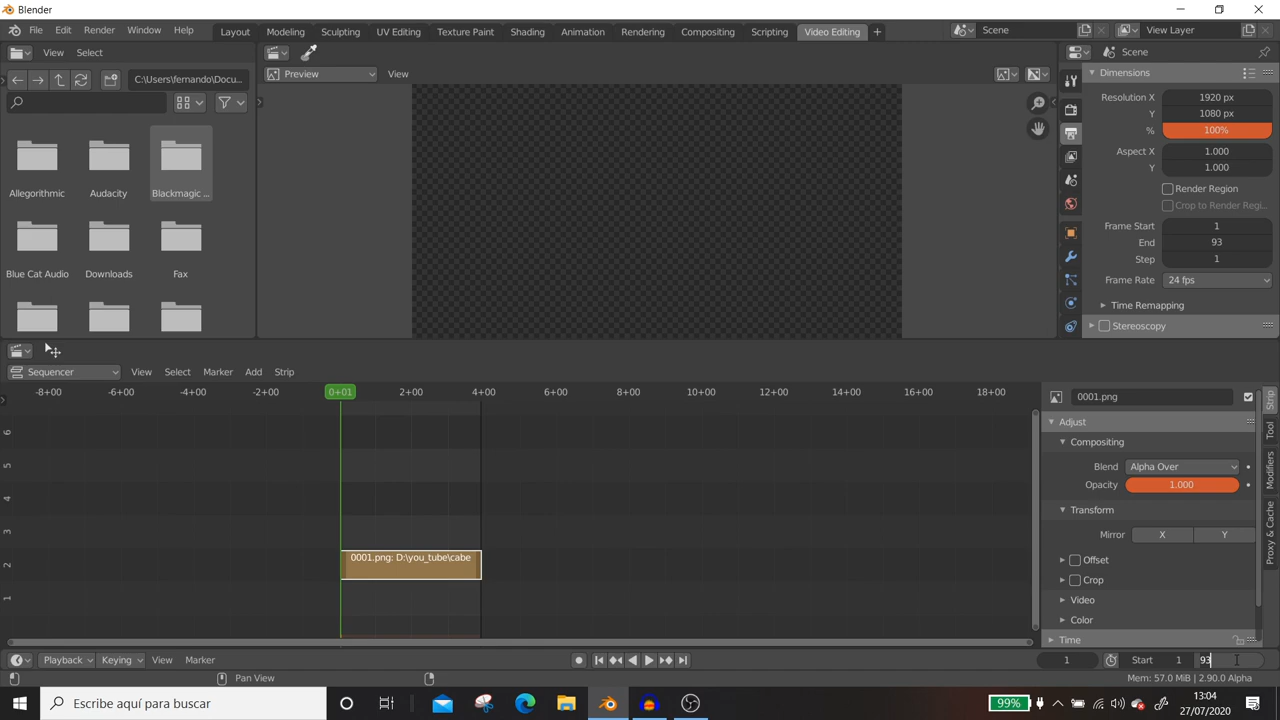 Blender
File Edit Render Window Help
Layout Modeling Sculpting UV Editing Texture Paint Shading Animation Rendering Compositing Scripting Video Editing +
Scene View Layer
View Select
C:\Users\fernando\Docu...
Allegorithmic Audacity Blackmagic ...
Blue Cat Audio Downloads Fax
Preview View
Scene
Dimensions
Resolution X 1920 px
Y 1080 px
% 100%
Aspect X 1.000
Y 1.000
Render Region
Crop to Render Regi...
Frame Start 1
End 93
Step 1
Frame Rate 24 fps
Time Remapping
Stereoscopy
Sequencer View Select Marker Add Strip
-8+00 -6+00 -4+00 -2+00 0+01 2+00 4+00 6+00 8+00 10+00 12+00 14+00 16+00 18+00
6
5
4
3
2
1
0001.png: D:\you_tube\cabe
0001.png
Adjust
Compositing
Blend Alpha Over
Opacity 1.000
Transform
Mirror X Y
Offset
Crop
Video
Color
Time
Strip
Tool
Modifiers
Proxy & Cache
Playback Keying View Marker
1 Start 1 93
Pan View
Mem: 57.0 MiB | 2.90.0 Alpha
Escribe aquí para buscar
99%
13:04
27/07/2020